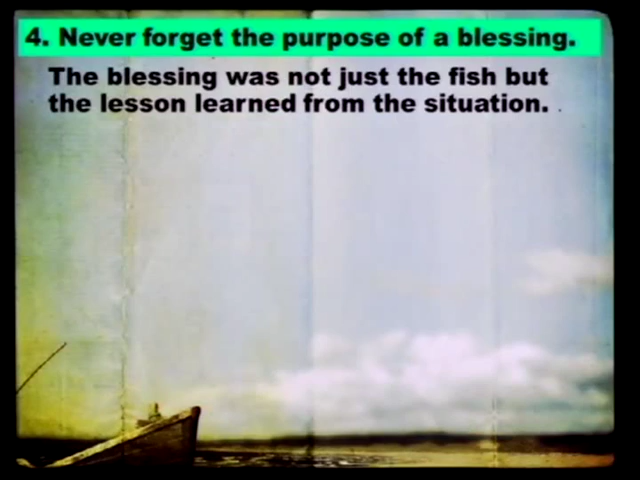 4. Never forget the purpose of a blessing.
The blessing was not just the fish but
the lesson learned from the situation.